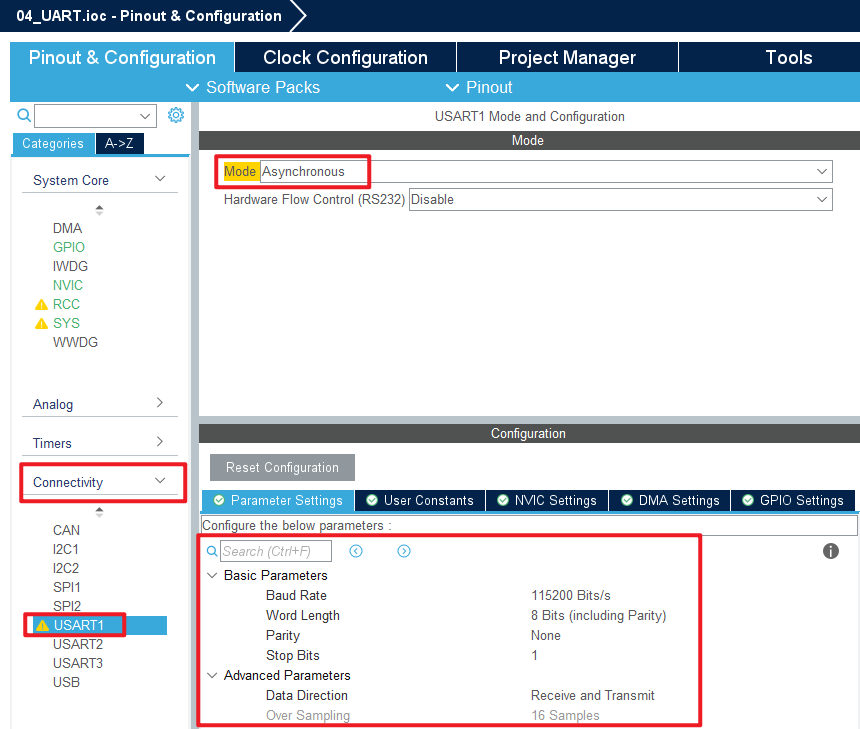 04_UART.ioc - Pinout & Configuration
Pinout & Configuration
Clock Configuration
Project Manager
Tools
Software Packs
Pinout
Categories
A->Z
System Core
DMA
GPIO
IWDG
NVIC
RCC
SYS
WWDG
Analog
Timers
Connectivity
CAN
I2C1
I2C2
SPI1
SPI2
USART1
USART2
USART3
USB
USART1 Mode and Configuration
Mode
Mode Asynchronous
Hardware Flow Control (RS232) Disable
Configuration
Reset Configuration
Parameter Settings
User Constants
NVIC Settings
DMA Settings
GPIO Settings
Configure the below parameters :
Search (Ctrl+F)
Basic Parameters
Baud Rate 115200 Bits/s
Word Length 8 Bits (including Parity)
Parity None
Stop Bits 1
Advanced Parameters
Data Direction Receive and Transmit
Over Sampling 16 Samples